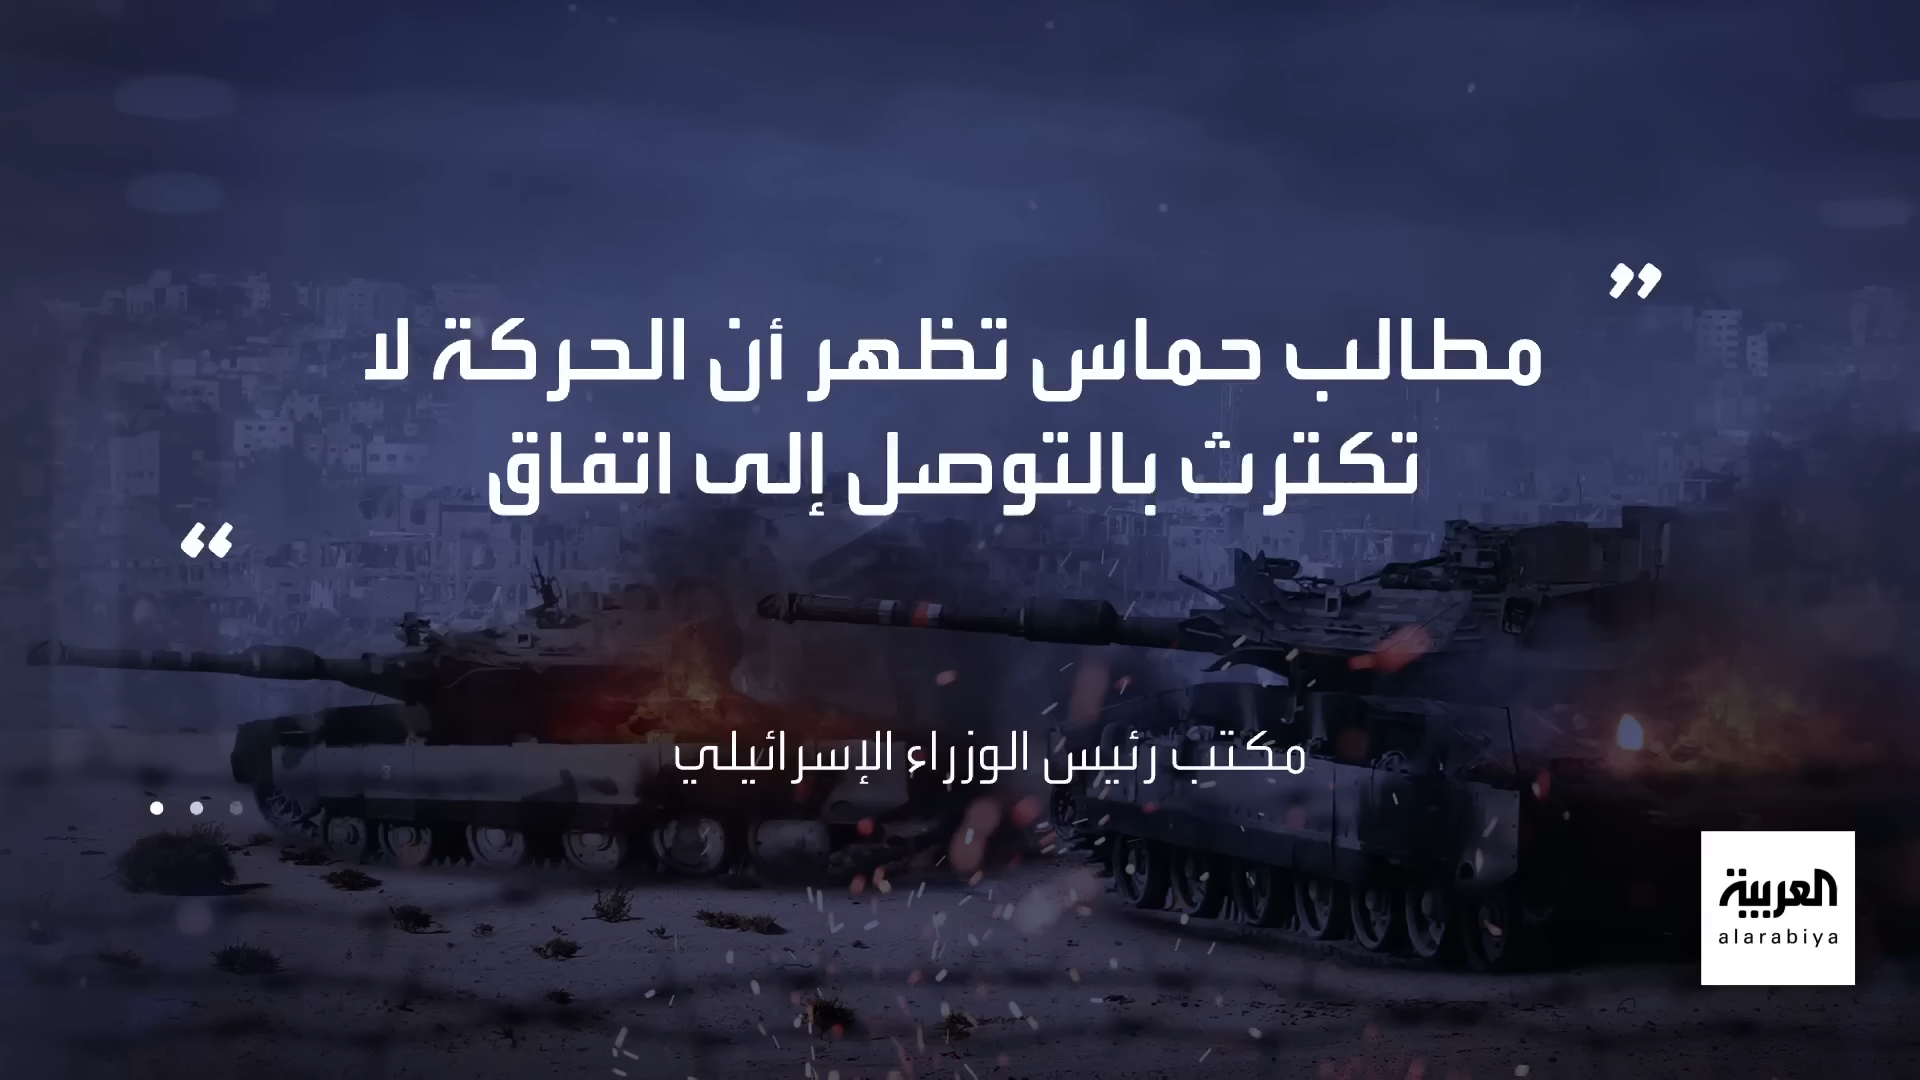 ”
مطالب حماس تظهر أن الحركة لا
تكترث بالتوصل إلى اتفاق
“
مكتب رئيس الوزراء الإسرائيلي
العربية
alarabiya